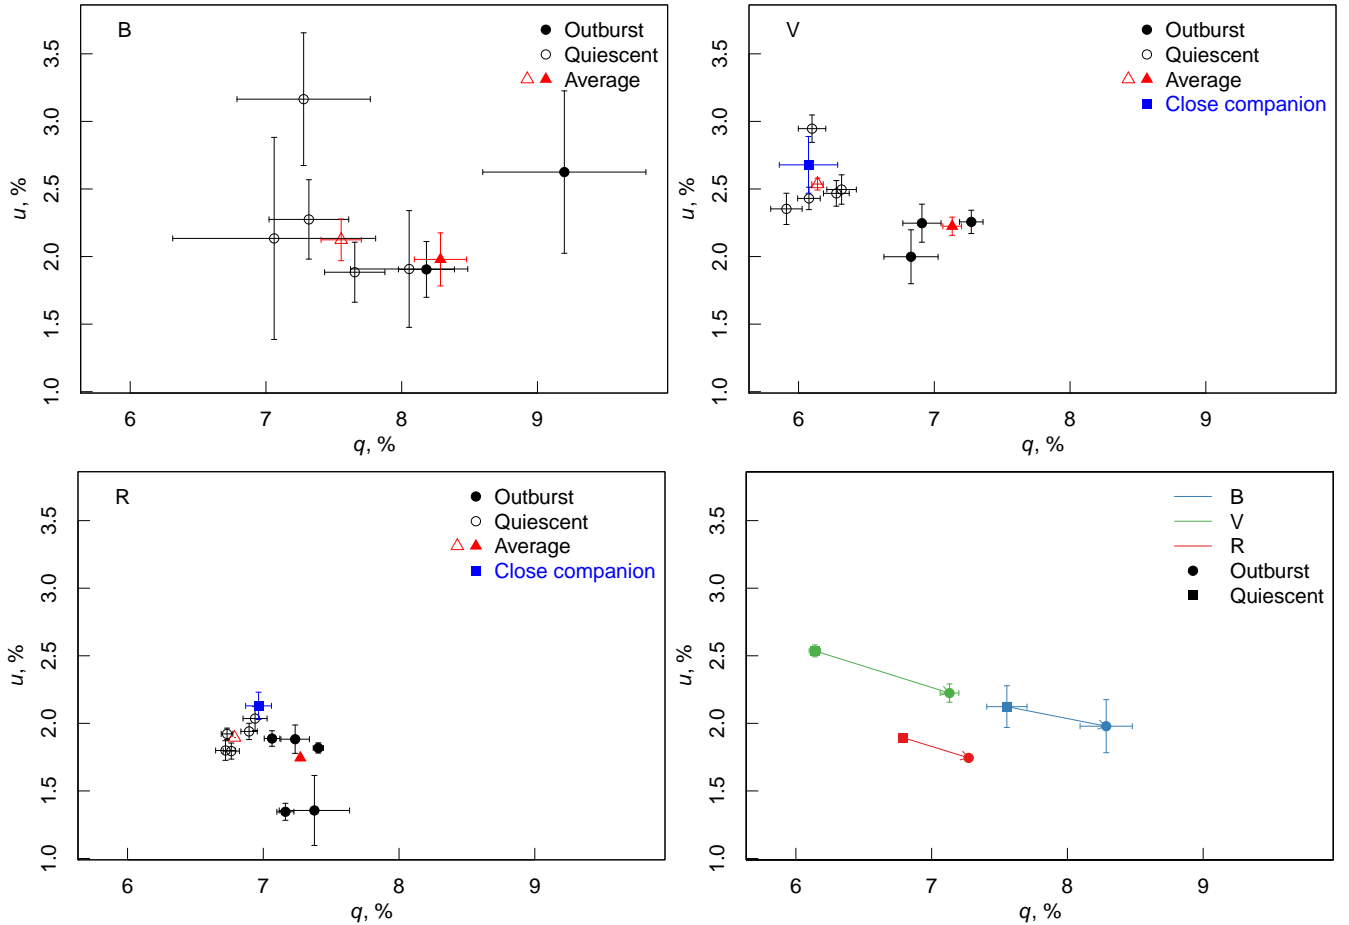 B
Outburst
Quiescent
Average
u, %
3.5
3.0
2.5
2.0
1.5
1.0
6 7 8 9
q, %
V
Outburst
Quiescent
Average
Close companion
u, %
3.5
3.0
2.5
2.0
1.5
1.0
6 7 8 9
q, %
R
Outburst
Quiescent
Average
Close companion
u, %
3.5
3.0
2.5
2.0
1.5
1.0
6 7 8 9
q, %
B
V
R
Outburst
Quiescent
u, %
3.5
3.0
2.5
2.0
1.5
1.0
6 7 8 9
q, %